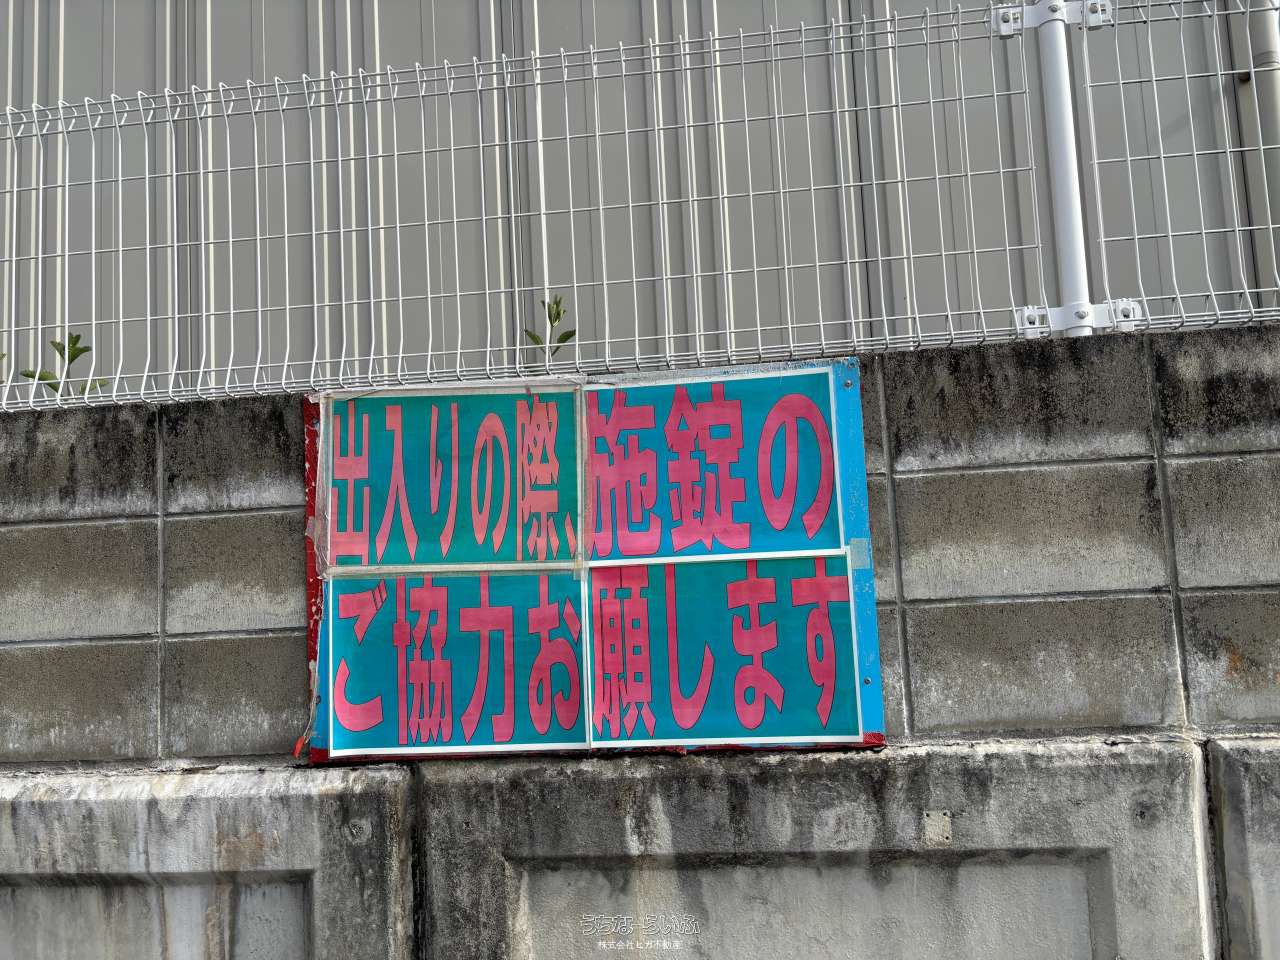 出入りの際、施錠の
ご協力お願します
うちなーらいふ
株式会社ヒガ不動産